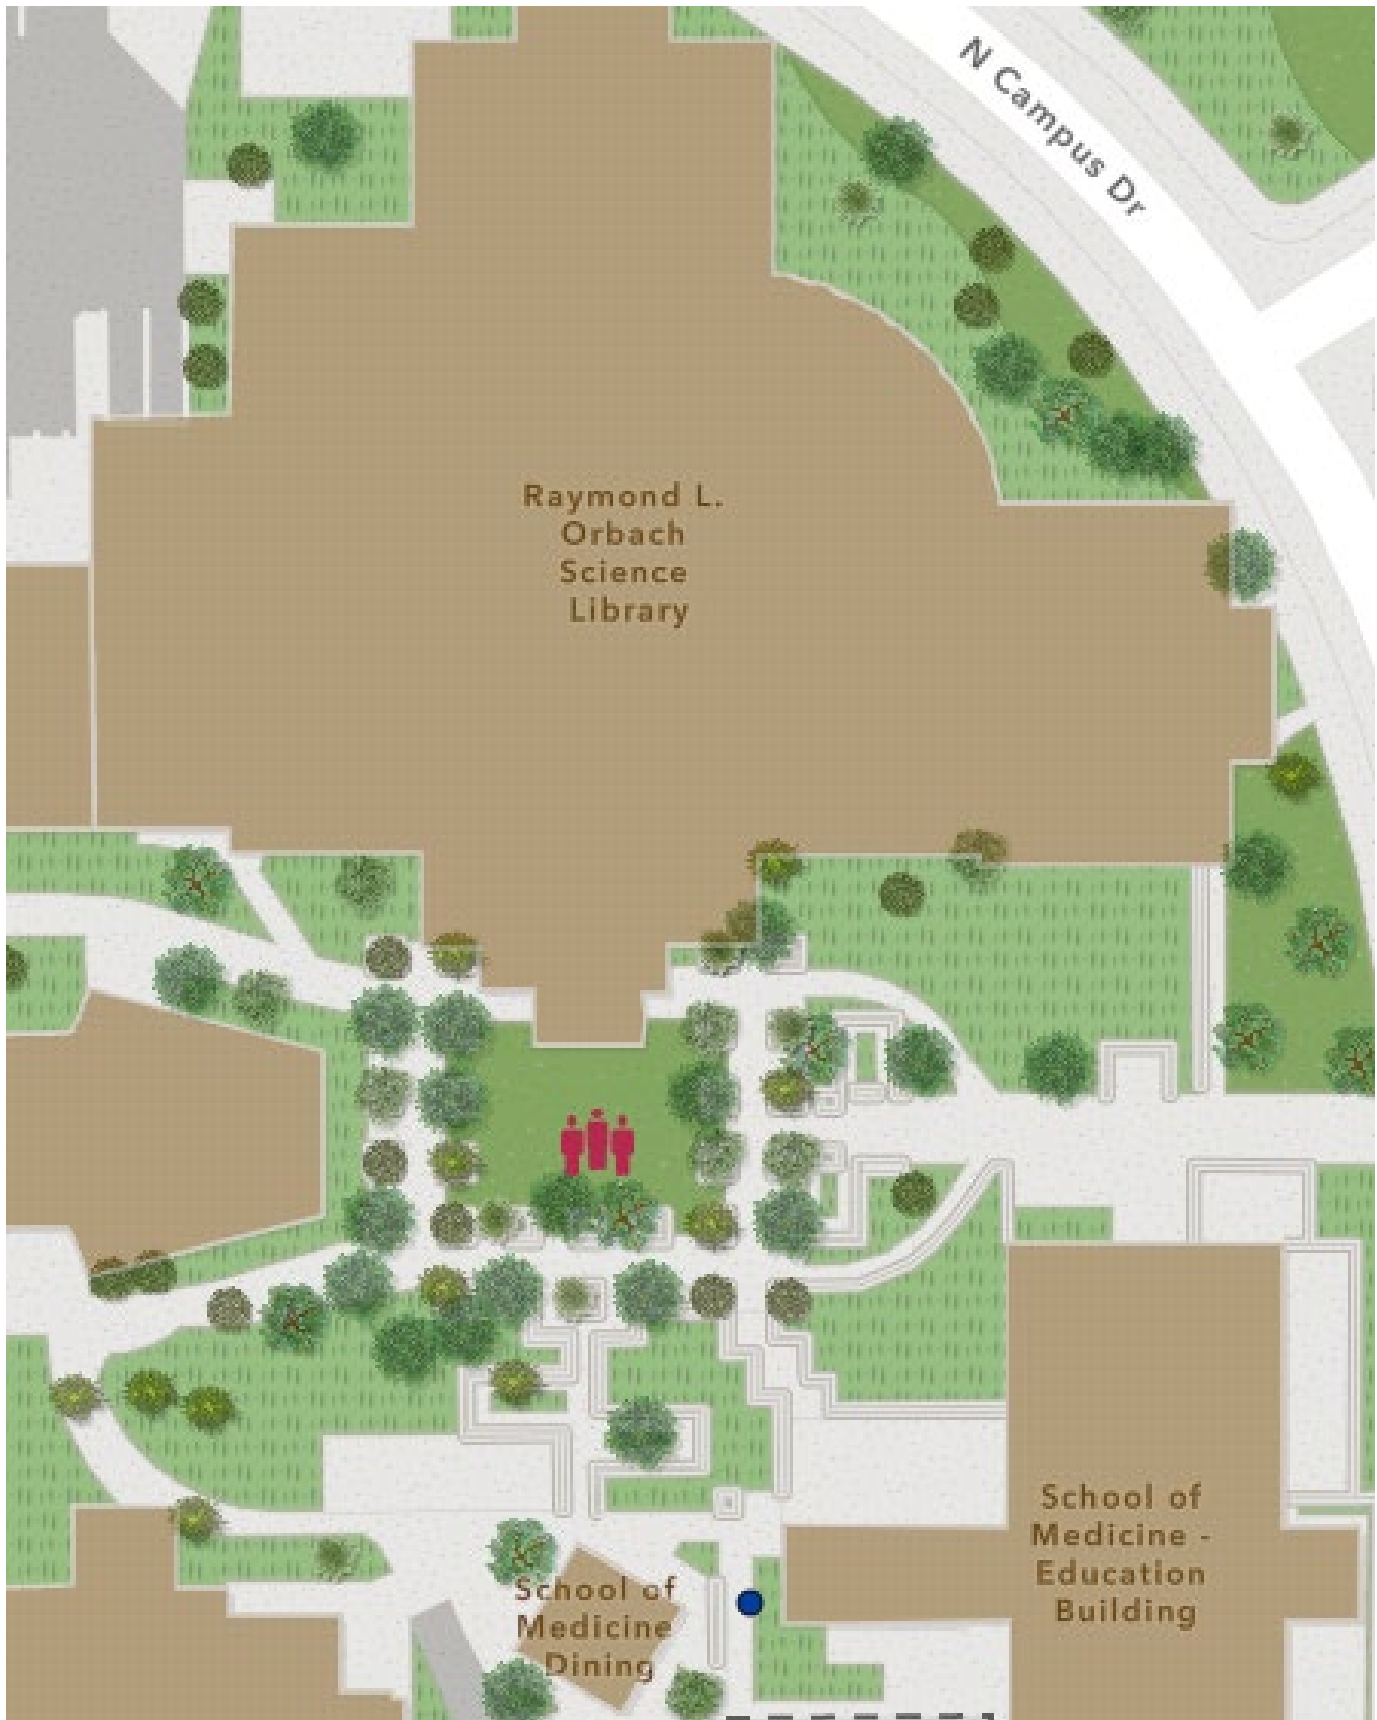 N Campus Dr
Raymond L.
Orbach
Science
Library
School of
Medicine -
Education
Building
School of
Medicine
Dining